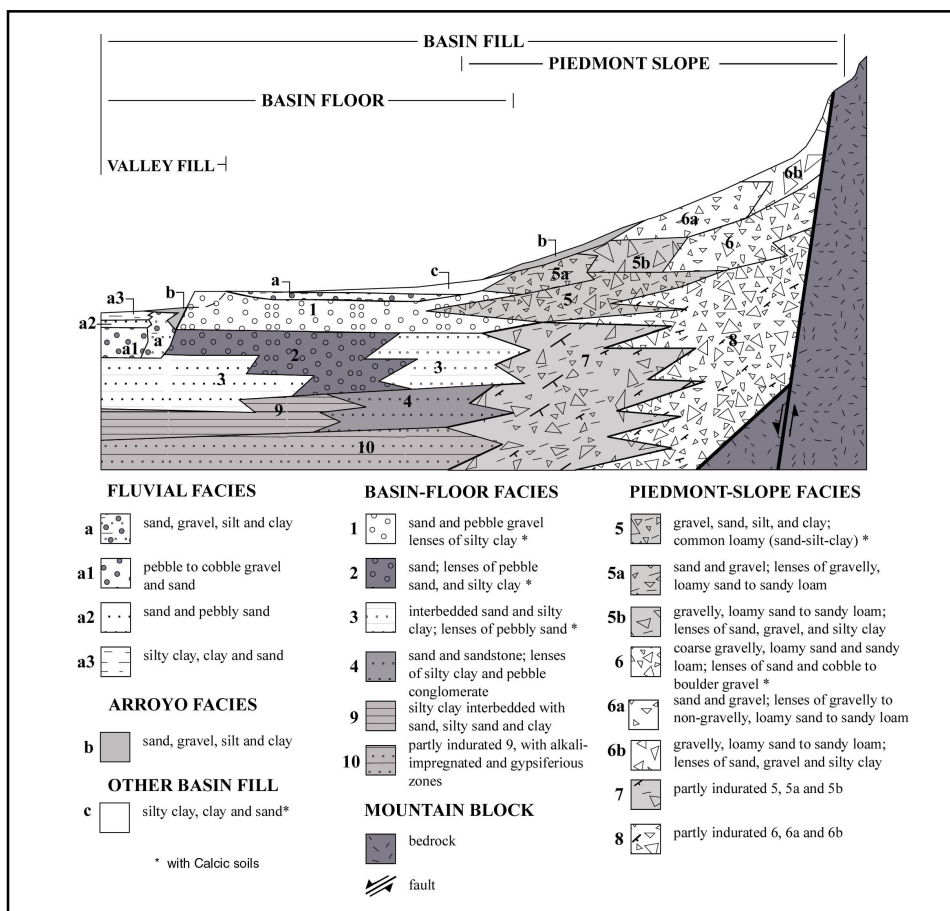 BASIN FILL
PIEDMONT SLOPE
BASIN FLOOR
VALLEY FILL
6b
6a
6
b
5b
5a
c
5
a
b
a3
1
a2
a1
a
2
3
3
7
8
4
9
10
FLUVIAL FACIES
a sand, gravel, silt and clay
a1 pebble to cobble gravel
and sand
a2 sand and pebbly sand
a3 silty clay, clay and sand
ARROYO FACIES
b sand, gravel, silt and clay
OTHER BASIN FILL
c silty clay, clay and sand*
* with Calcic soils
BASIN-FLOOR FACIES
1 sand and pebble gravel
lenses of silty clay *
2 sand; lenses of pebble
sand, and silty clay *
3 interbedded sand and silty
clay; lenses of pebbly sand *
4 sand and sandstone; lenses
of silty clay and pebble
conglomerate
9 silty clay interbedded with
sand, silty sand and clay
10 partly indurated 9, with alkali-
impregnated and gypsiferious
zones
MOUNTAIN BLOCK
bedrock
fault
PIEDMONT-SLOPE FACIES
5 gravel, sand, silt, and clay;
common loamy (sand-silt-clay) *
5a sand and gravel; lenses of gravelly,
loamy sand to sandy loam
5b gravelly, loamy sand to sandy loam;
lenses of sand, gravel, and silty clay
6 coarse gravelly, loamy sand and sandy
loam; lenses of sand and cobble to
boulder gravel *
6a sand and gravel; lenses of gravelly to
non-gravelly, loamy sand to sandy loam
6b gravelly, loamy sand to sandy loam;
lenses of sand, gravel and silty clay
7 partly indurated 5, 5a and 5b
8 partly indurated 6, 6a and 6b